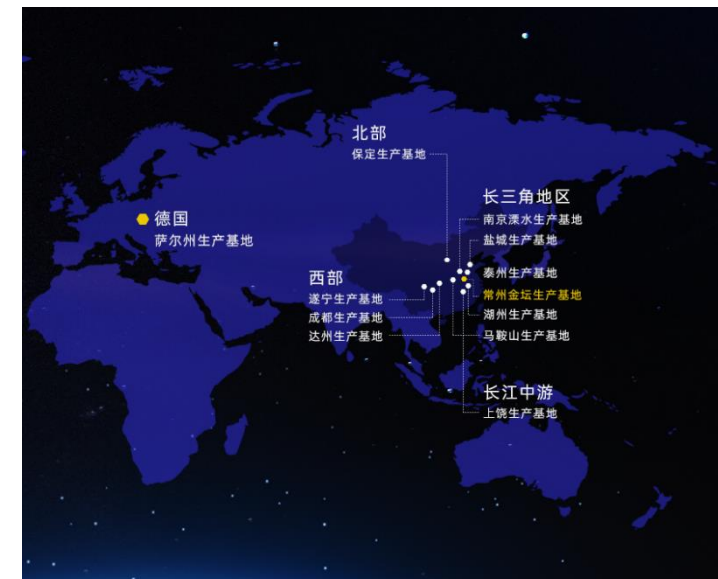 北部
保定生产基地
长三角地区
南京溧水生产基地
盐城生产基地
泰州生产基地
常州金坛生产基地
湖州生产基地
马鞍山生产基地
德国
萨尔州生产基地
西部
遂宁生产基地
成都生产基地
达州生产基地
长江中游
上饶生产基地